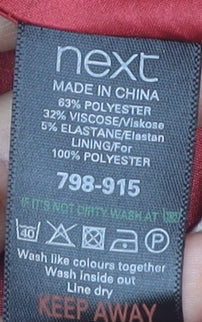 next
MADE IN CHINA
63% POLYESTER
32% VISCOSE/Viskose
5% ELASTANE/Elastan
LINING/For
100% POLYESTER
798-915
IF IT'S NOT DIRTY WASH AT 30°
40 P
Wash like colours together
Wash inside out
Line dry
KEEP AWAY